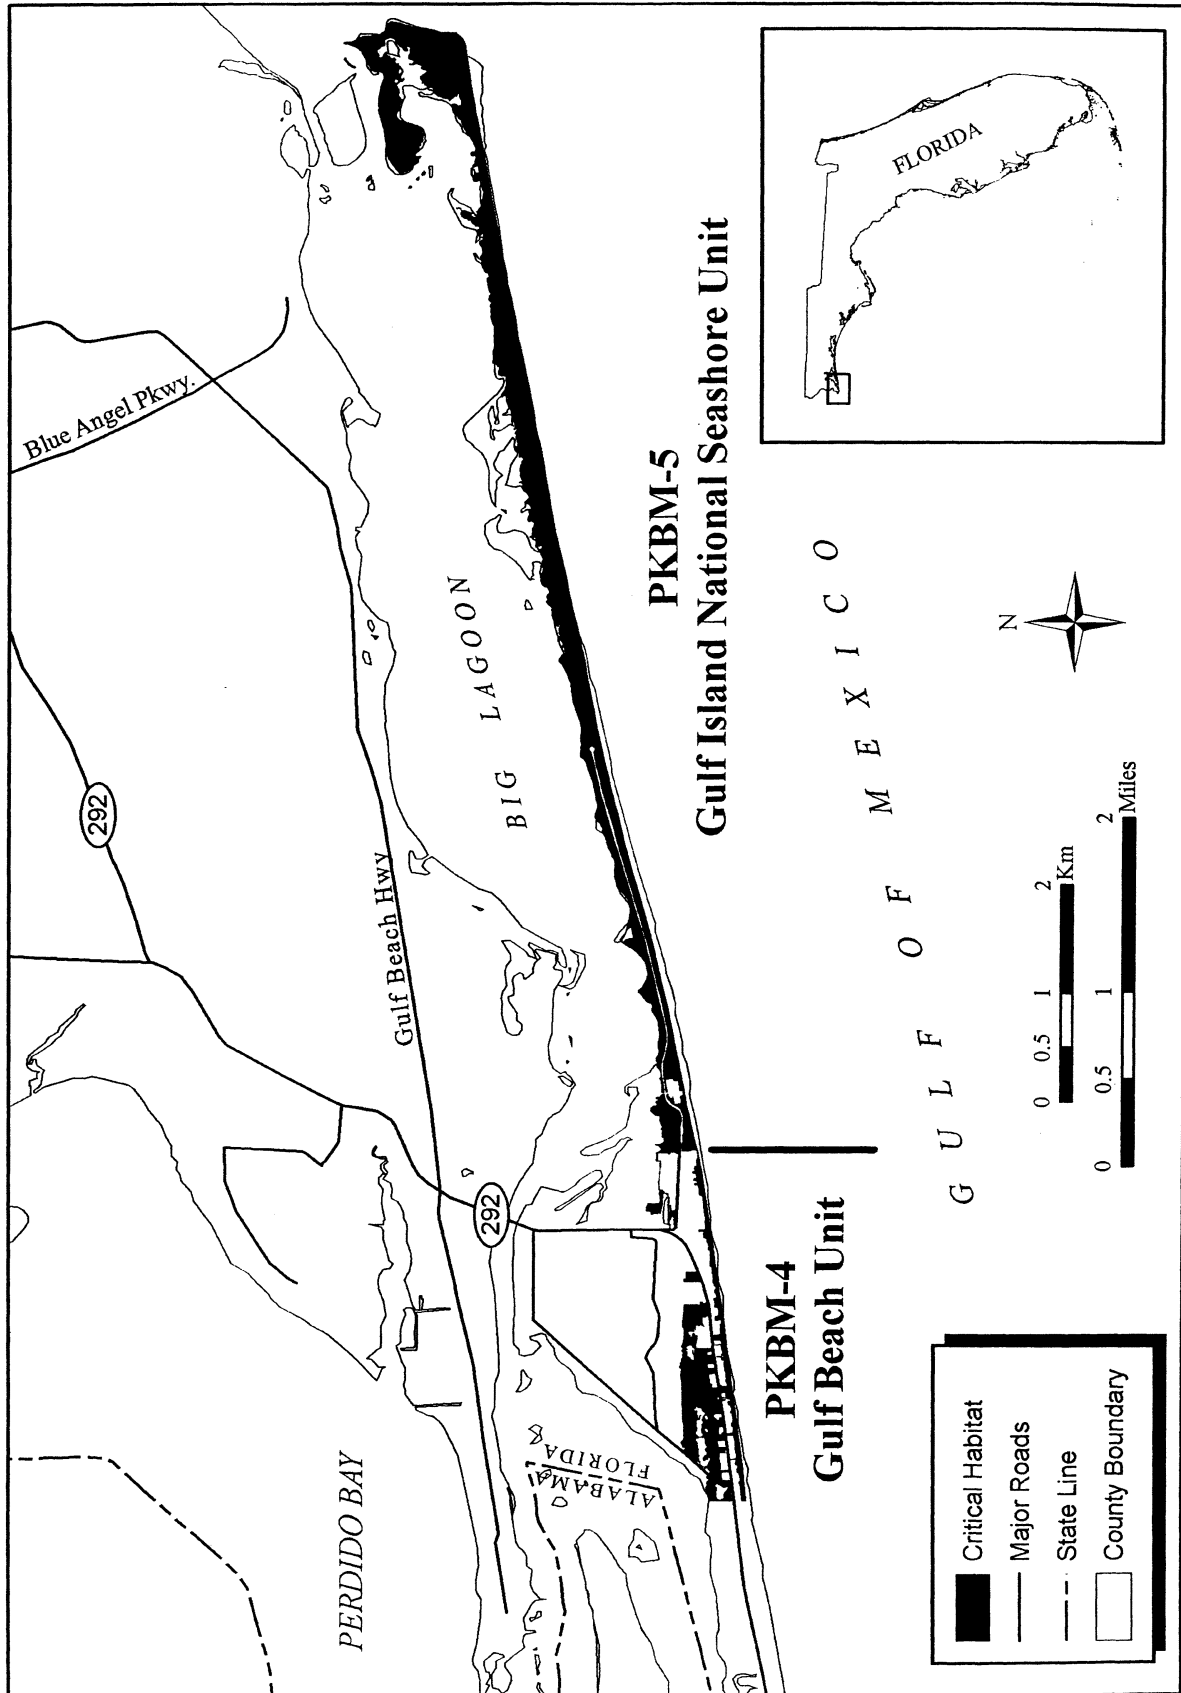 Blue Angel Pkwy.
292
Gulf Beach Hwy
BIG LAGOON
292
PERDIDO BAY
ALABAMA
FLORIDA
PKBM-5
Gulf Island National Seashore Unit
PKBM-4
Gulf Beach Unit
GULF OF MEXICO
FLORIDA
N
0 0.5 1 2
Km
0 0.5 1 2
Miles
Critical Habitat
Major Roads
State Line
County Boundary